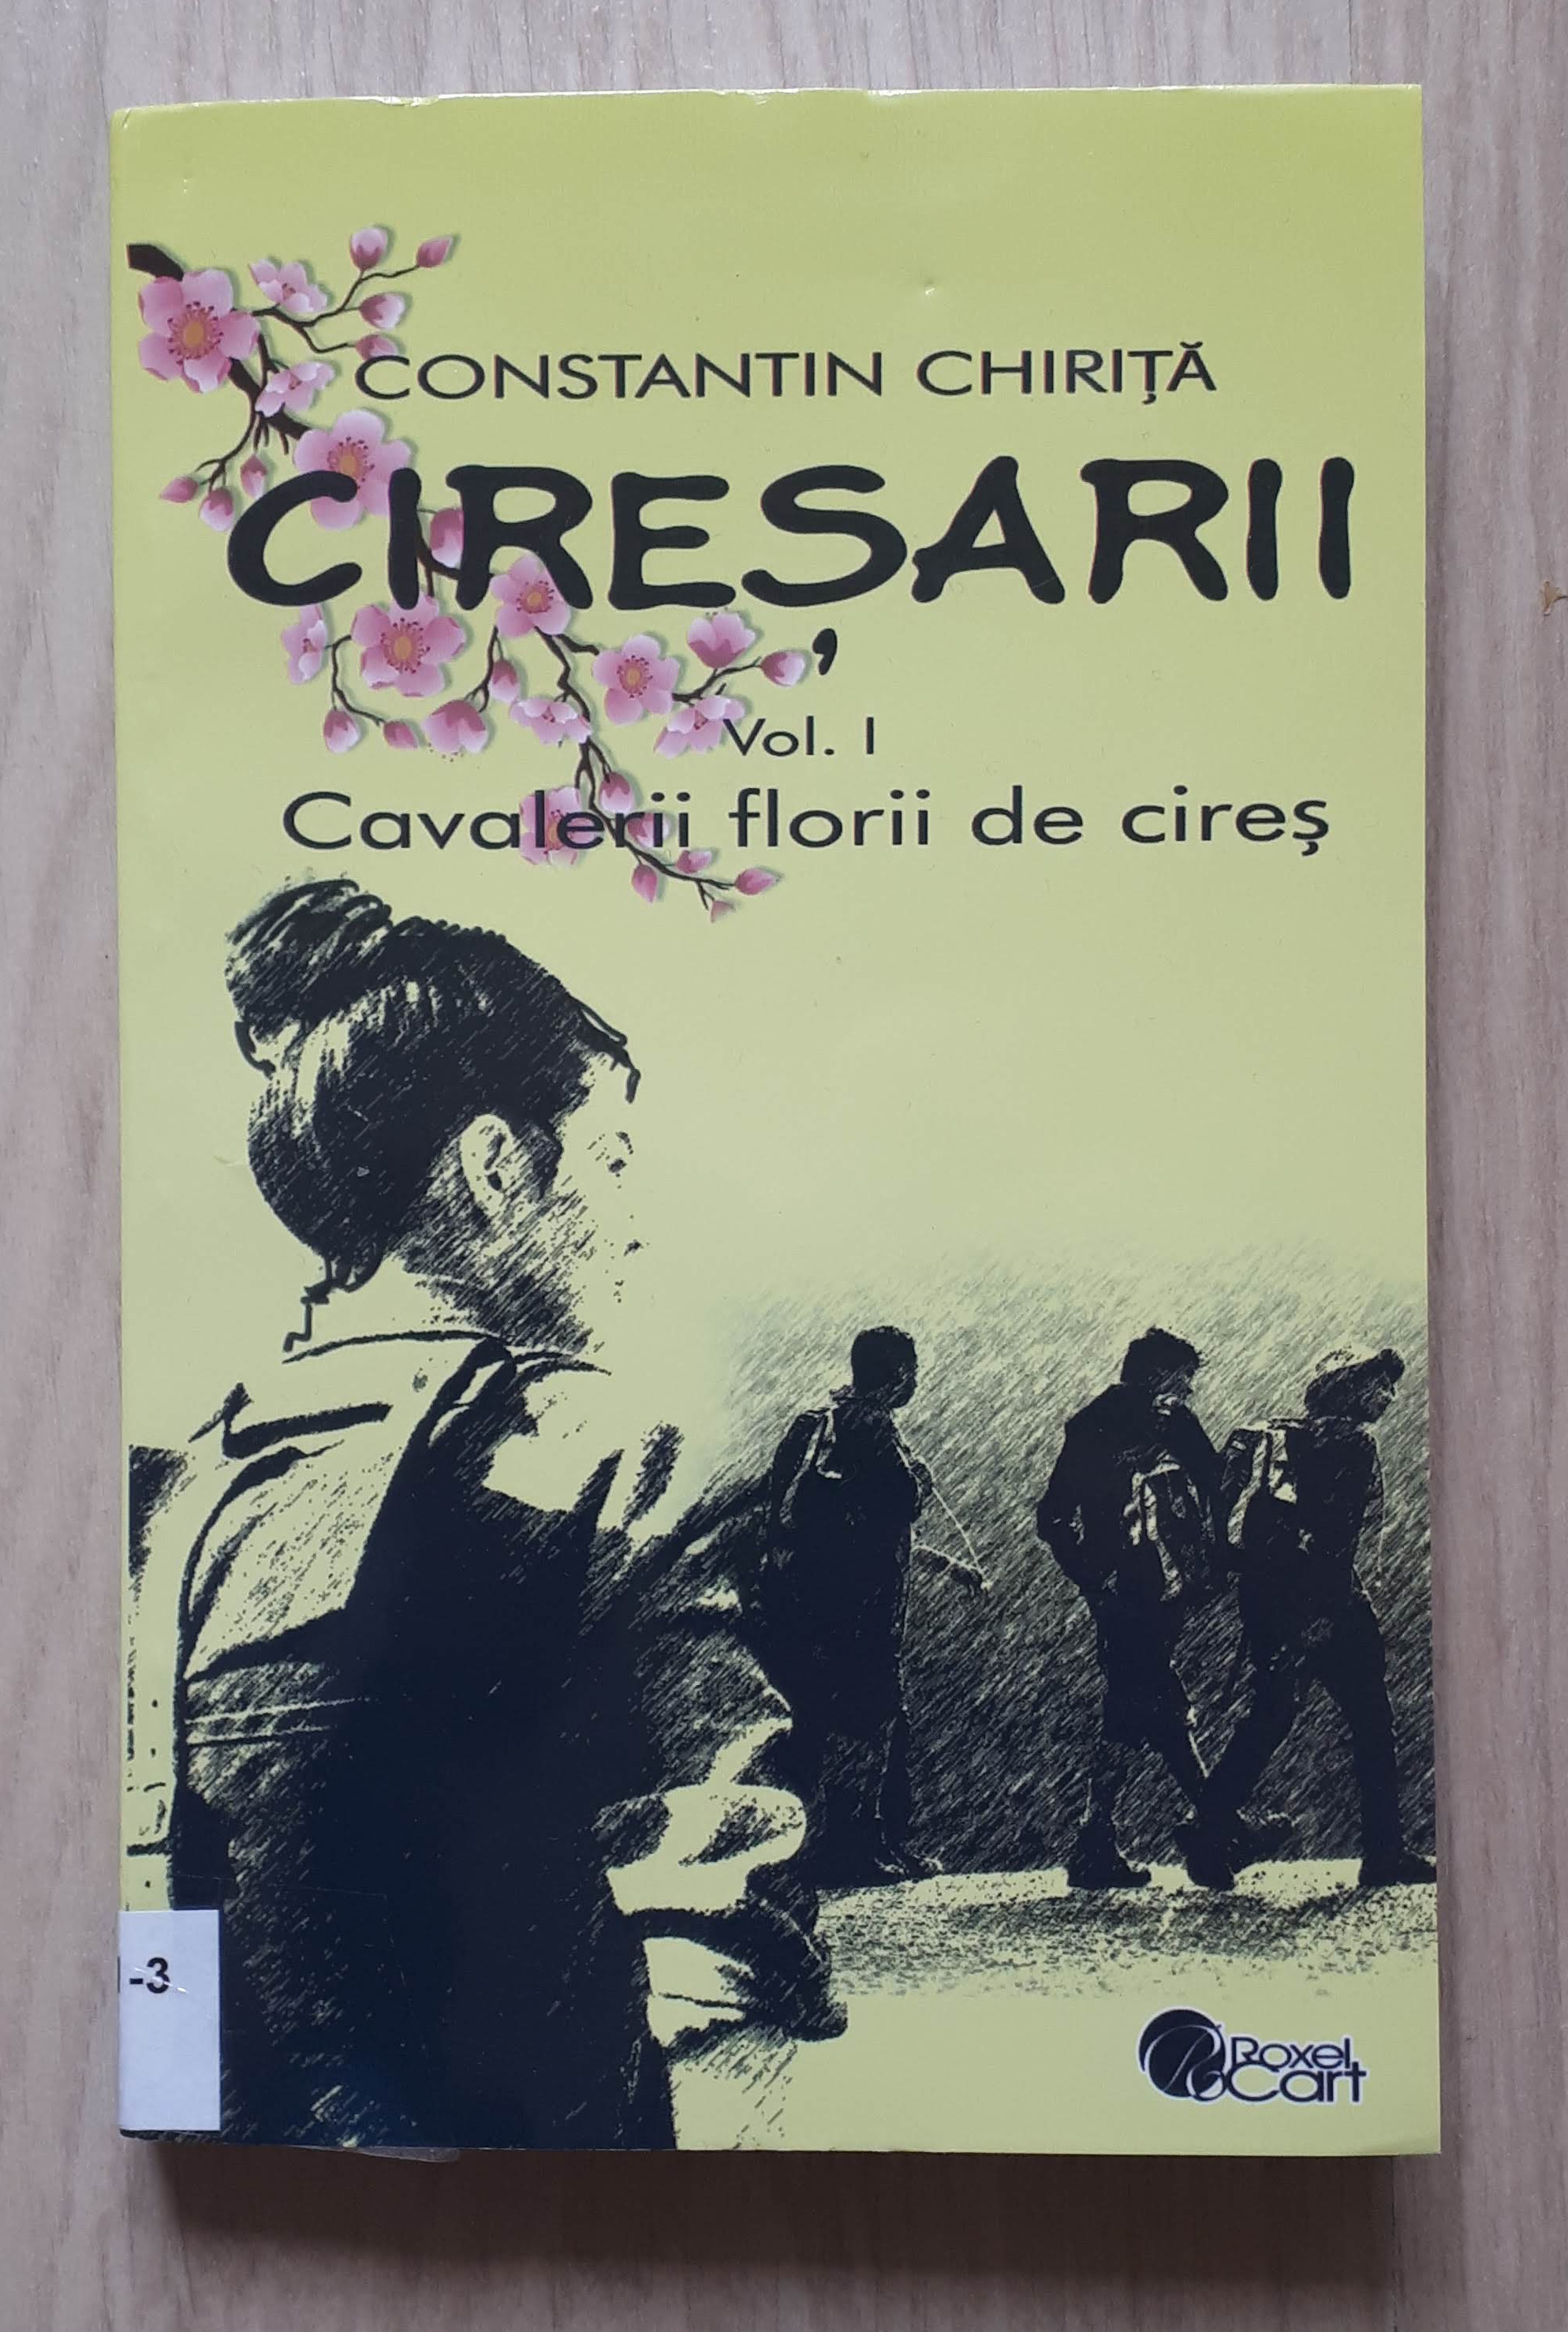 CONSTANTIN CHIRIȚĂ
CIREȘARII
Vol. I
Cavalerii florii de cireș
-3
Roxel
Cart